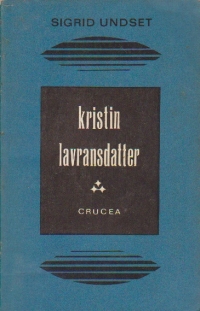 SIGRID UNDSET
kristin
lavransdatter
CRUCEA